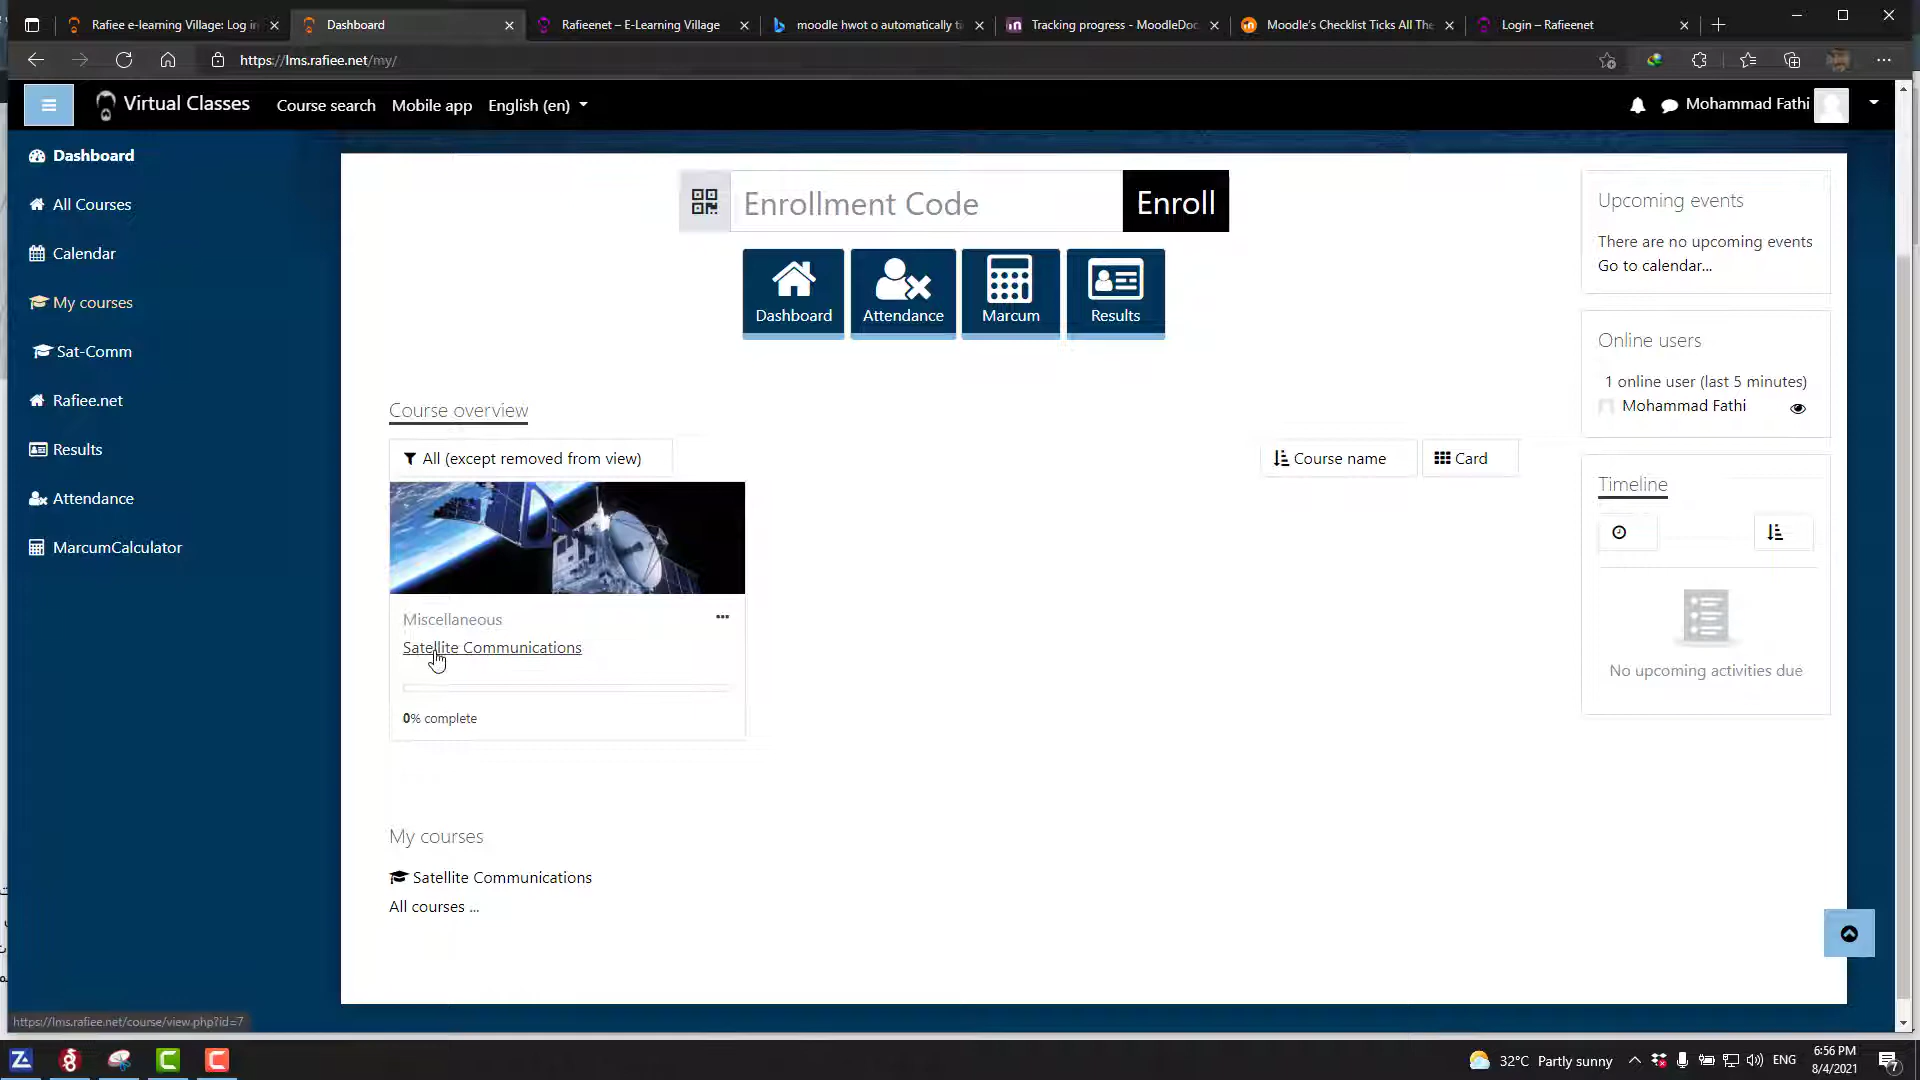 Rafiee e-learning Village: Log in
Dashboard
Rafieenet – E-Learning Village
moodle hwot o automatically ti
Tracking progress - MoodleDoc
Moodle's Checklist Ticks All The
Login – Rafieenet
https://lms.rafiee.net/my/
Virtual Classes
Course search
Mobile app
English (en)
Mohammad Fathi
Dashboard
All Courses
Calendar
My courses
Sat-Comm
Rafiee.net
Results
Attendance
MarcumCalculator
Enrollment Code
Enroll
Dashboard
Attendance
Marcum
Results
Course overview
All (except removed from view)
Course name
Card
Miscellaneous
Satellite Communications
0% complete
My courses
Satellite Communications
All courses ...
Upcoming events
There are no upcoming events
Go to calendar...
Online users
1 online user (last 5 minutes)
Mohammad Fathi
Timeline
No upcoming activities due
https://lms.rafiee.net/course/view.php?id=7
32°C Partly sunny
ENG
6:56 PM
8/4/2021
7